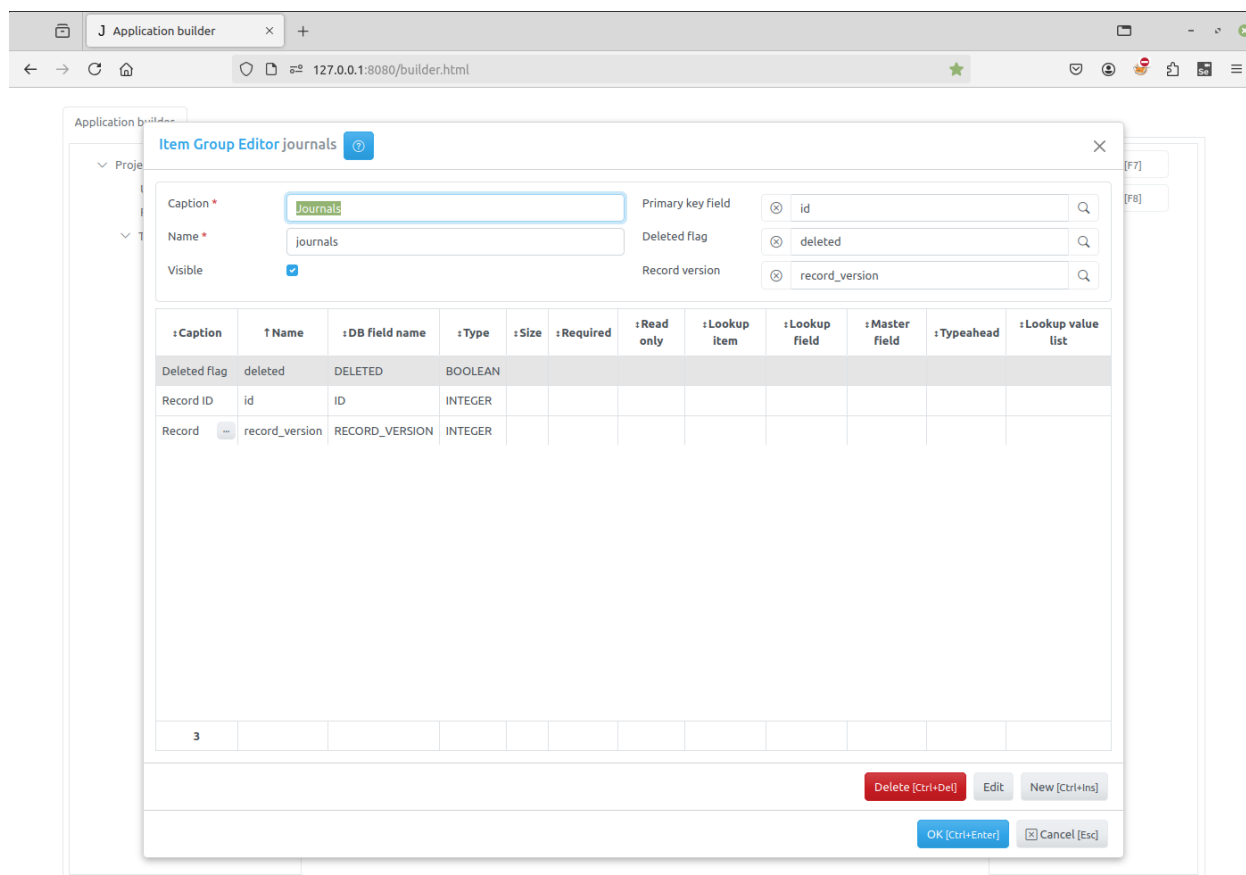 J Application builder
127.0.0.1:8080/builder.html
Application builder
Item Group Editor journals
Caption *
Journals
Primary key field
id
Name *
journals
Deleted flag
deleted
Visible
Record version
record_version
[F7]
[F8]
Caption Name DB field name Type Size Required Read only Lookup item Lookup field Master field Typeahead Lookup value list
Deleted flag deleted DELETED BOOLEAN
Record ID id ID INTEGER
Record ... record_version RECORD_VERSION INTEGER
3
Delete [Ctrl+Del] Edit New [Ctrl+Ins]
OK [Ctrl+Enter] Cancel [Esc]